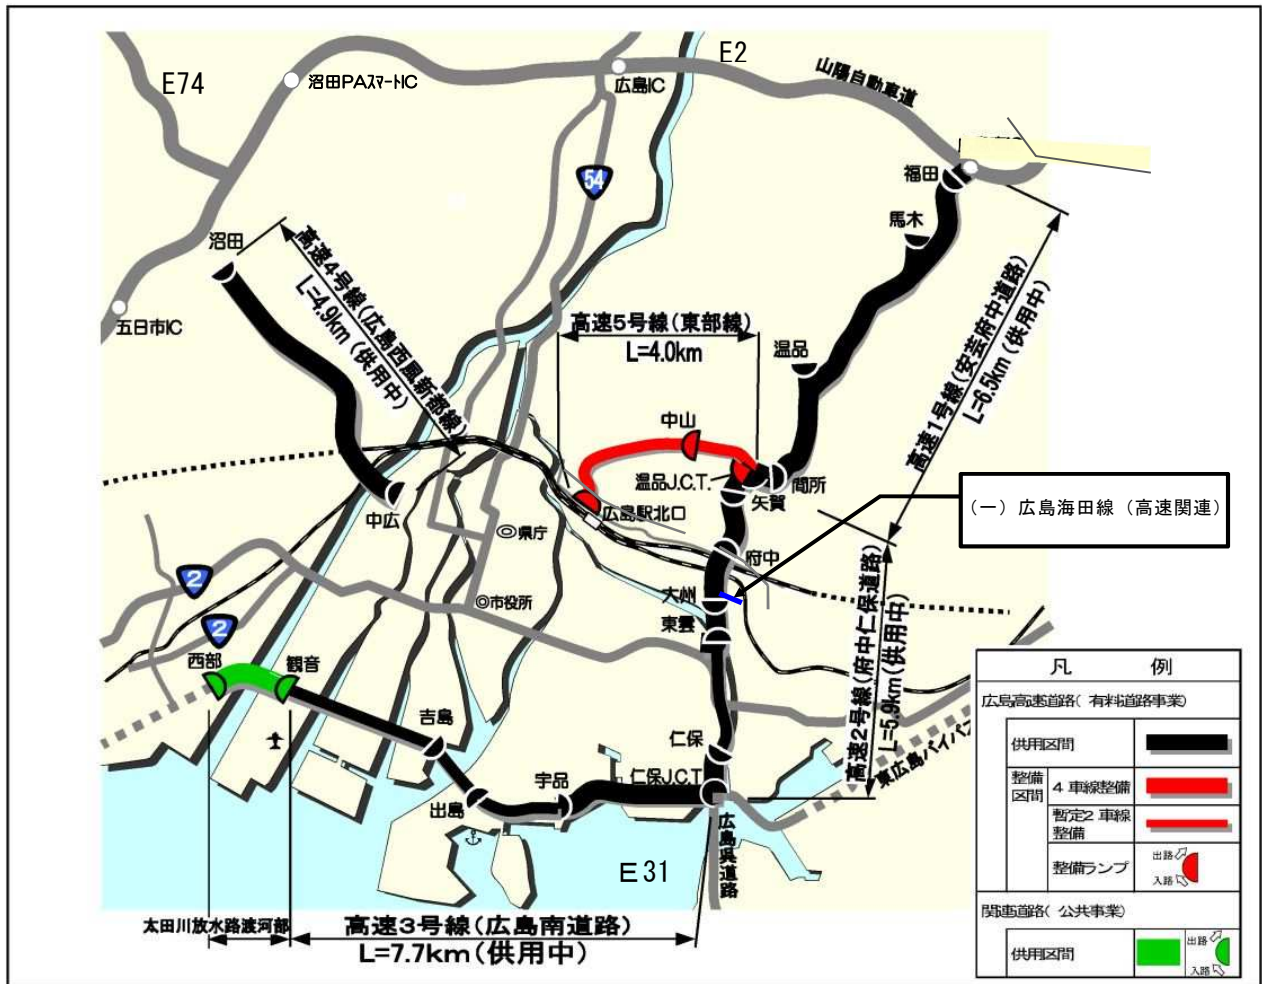 E74
沼田PAスマートIC
広島IC
E2
山陽自動車道
54
福田
馬木
沼田
高速4号線(広島西風新都線)
L=4.9km(供用中)
五日市IC
高速5号線(東部線)
L=4.0km
温品
高速1号線(安芸府中道路)
L=6.5km(供用中)
中山
温品J.C.T.
間所
矢賀
広島駅北口
中広
◎県庁
(一) 広島海田線 (高速関連)
府中
大州
◎市役所
東雲
高速2号線(府中仁保道路)
L=5.9km(供用中)
2
2
西部
観音
吉島
仁保
仁保J.C.T
宇品
出島
東広島バイパス
広島呉道路
E31
太田川放水路渡河部
高速3号線(広島南道路)
L=7.7km(供用中)
凡 例
広島高速道路( 有料道路事業)
供用区間
整備区間
4 車線整備
暫定2 車線整備
整備ランプ
出路
入路
関連道路( 公共事業)
供用区間
出路
入路